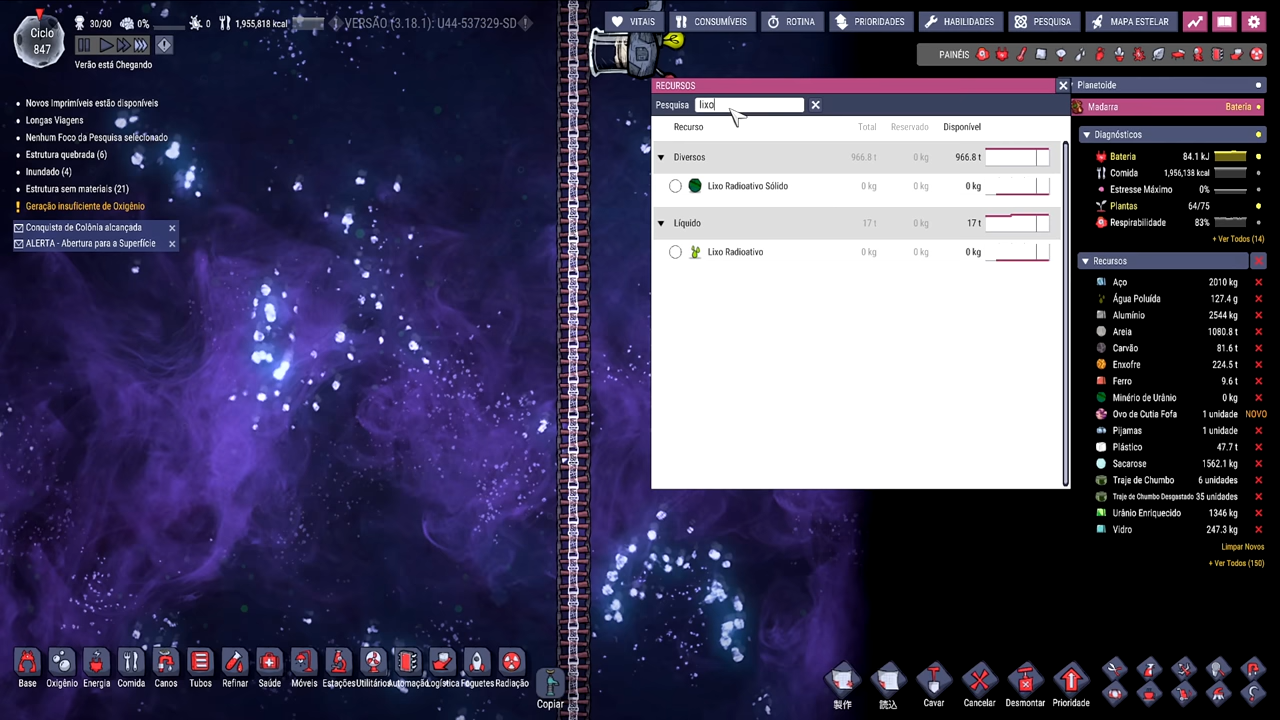 Ciclo
847
30/30
0%
0
1,955,818 kcal
VERSÃO (3.18.1): U44-537329-SD
VITAIS
CONSUMÍVEIS
ROTINA
PRIORIDADES
HABILIDADES
PESQUISA
MAPA ESTELAR
Verão está Chegando
PAINÉIS
Novos Imprimíveis estão disponíveis
Longas Viagens
Nenhum Foco da Pesquisa selecionado
Estrutura quebrada (6)
Inativo (4)
Estrutura sem materiais (23)
Geração insuficiente de Oxigênio
ALERTA - Abertura para a Superfície
RECURSOS
Pesquisa
lixo
Recurso
Total
Reservado
Disponível
Diversos
966.8 t
0 kg
966.8 t
Lixo Radioativo Sólido
0 kg
0 kg
0 kg
Líquido
17 t
0 kg
17 t
Lixo Radioativo
0 kg
0 kg
0 kg
Planetoide
Madarra
Bateria
Diagnósticos
Bateria
84.1 kJ
Comida
1,956,138 kcal
Estresse Máximo
0%
Plantas
64/75
Respirabilidade
83%
+ Ver Todos (14)
Recursos
Aço
2010 kg
Água Poluída
127.4 g
Alumínio
2544 kg
Areia
1080.8 t
Carvão
81.6 t
Enxofre
224.5 t
Ferro
9.6 t
Minério de Urânio
0 kg
Ovo de Cutia Fofa
1 unidade
NOVO
Pijamas
1 unidade
Plástico
47.7 t
Sacarose
1562.1 kg
Traje de Chumbo
6 unidades
Traje de Chumbo Desgastado
35 unidades
Urânio Enriquecido
1346 kg
Vidro
247.3 kg
Limpar Novos
+ Ver Todos (150)
Base
Oxigênio
Energia
Comida
Canos
Tubos
Refinar
Saúde
Móveis
Estações
Utilitários
Automação
Logística
Foguetes
Radiação
Copiar
製作
読込
Cavar
Cancelar
Desmontar
Prioridade